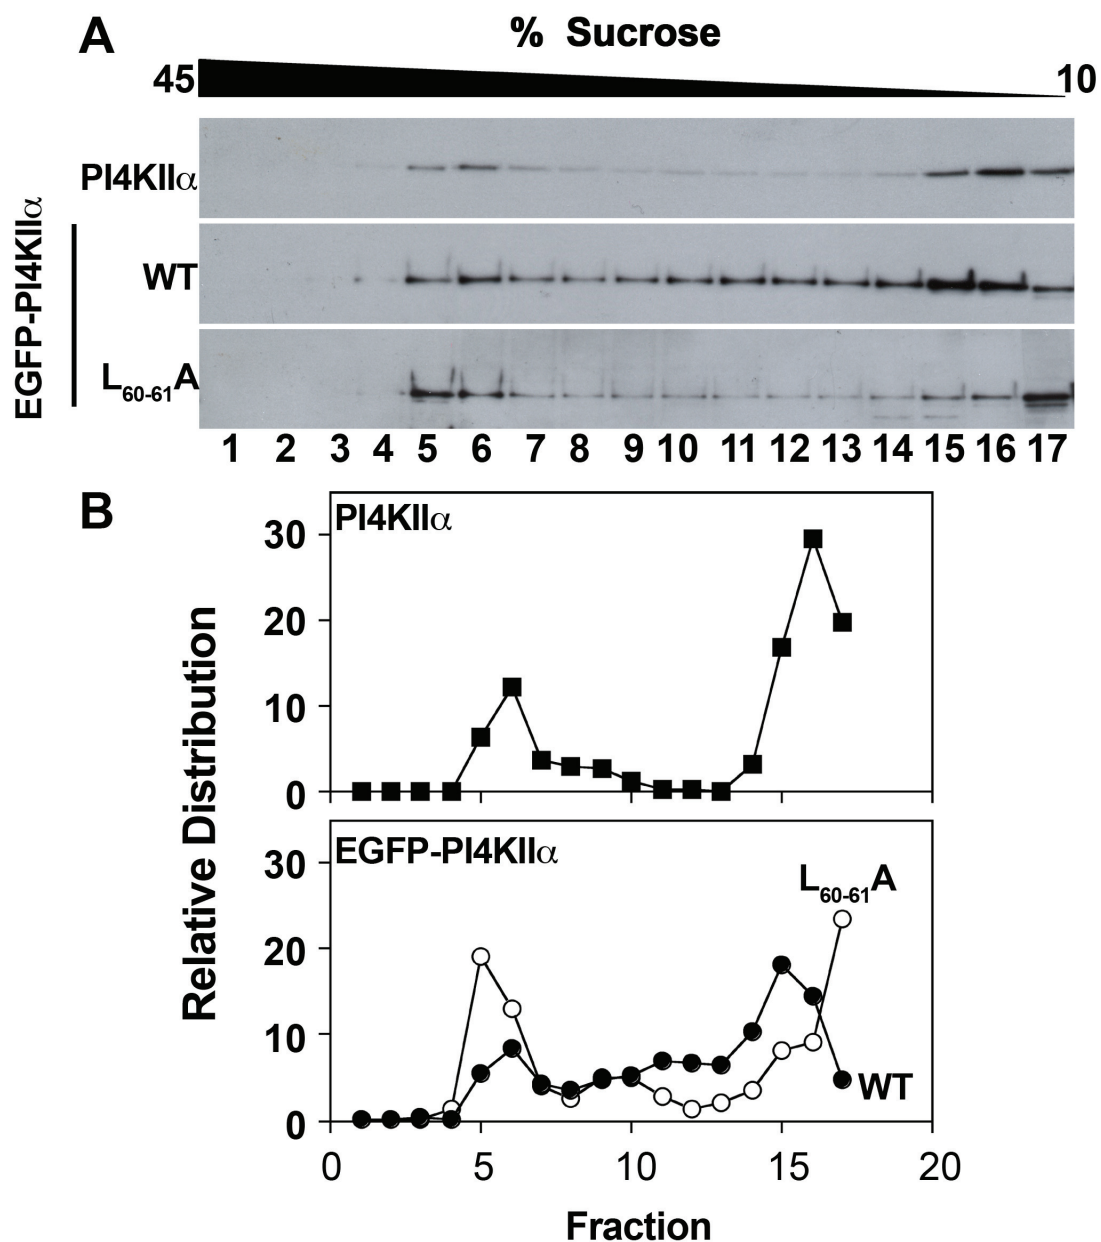 A
% Sucrose
45
10
PI4KIIα
EGFP-PI4KIIα
WT
L60-61A
1 2 3 4 5 6 7 8 9 10 11 12 13 14 15 16 17
B
PI4KIIα
30
20
10
0
Relative Distribution
EGFP-PI4KIIα
L60-61A
30
20
10
0
WT
0 5 10 15 20
Fraction